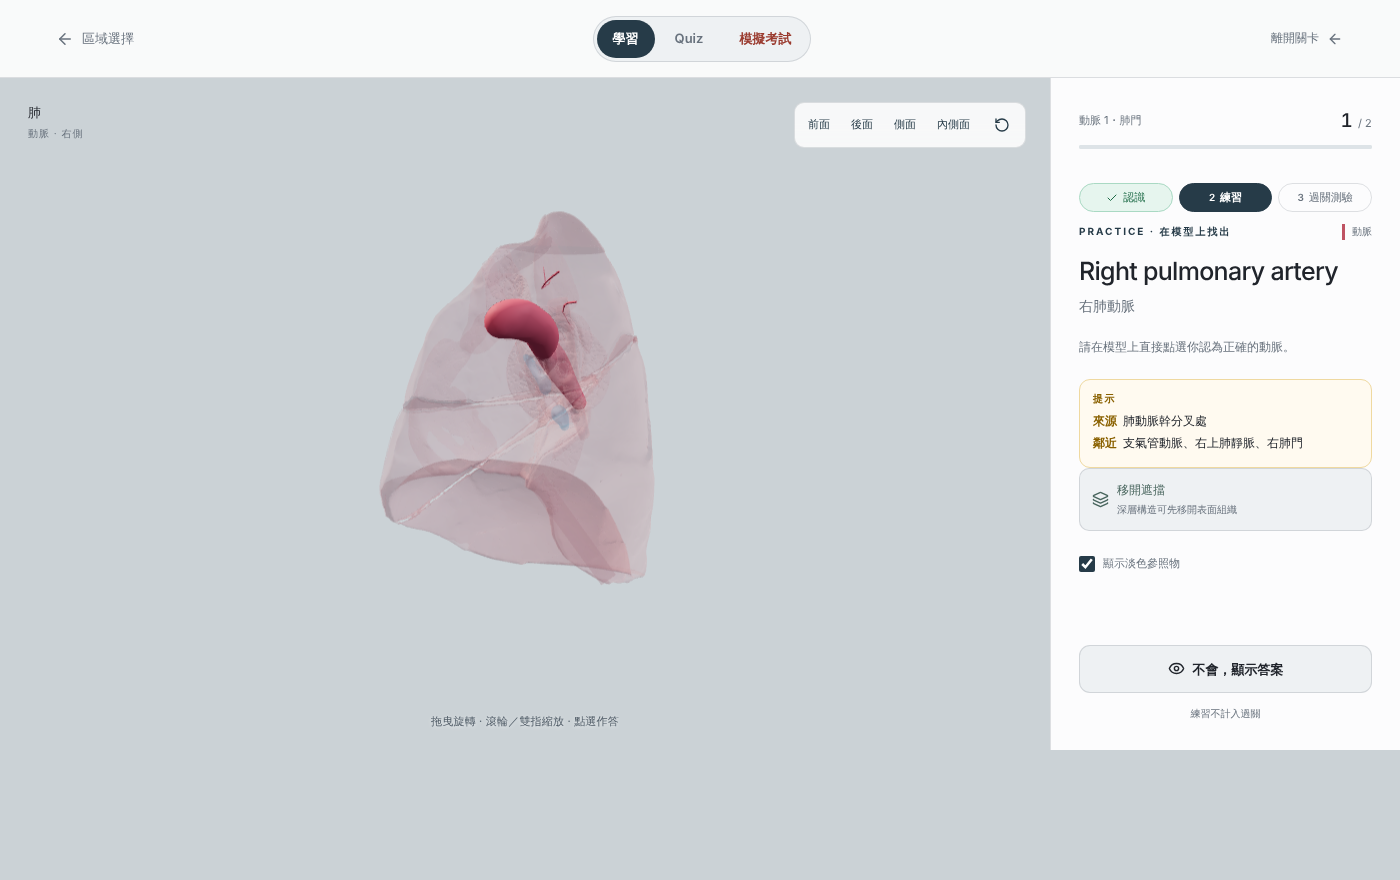 區域選擇
學習
Quiz
模擬考試
離開關卡
肺
動脈 · 右側
前面
後面
側面
內側面
動脈 1 · 肺門
1 / 2
認識
2 練習
3 過關測驗
PRACTICE · 在模型上找出
動脈
Right pulmonary artery
右肺動脈
請在模型上直接點選你認為正確的動脈。
提示
來源 肺動脈幹分叉處
鄰近 支氣管動脈、右上肺靜脈、右肺門
移開遮擋
深層構造可先移開表面組織
顯示淡色參照物
不會，顯示答案
練習不計入過關
拖曳旋轉 · 滾輪／雙指縮放 · 點選作答